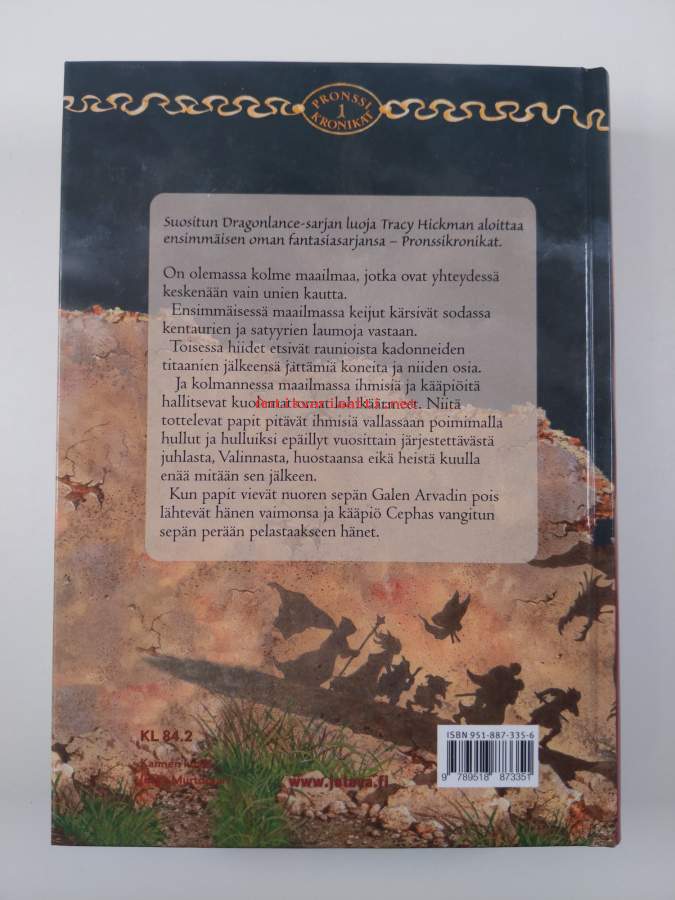 PRONSSI
1
KRONIKAT
Suositun Dragonlance-sarjan luoja Tracy Hickman aloittaa
ensimmäisen oman fantasiasarjansa – Pronssikronikat.
On olemassa kolme maailmaa, jotka ovat yhteydessä
keskenään vain unien kautta.
Ensimmäisessä maailmassa keijut kärsivät sodassa
kentaurien ja satyyrien laumoja vastaan.
Toisessa hiidet etsivät raunioista kadonneiden
titaanien jälkeensä jättämiä koneita ja niiden osia.
Ja kolmannessa maailmassa ihmisiä ja kääpiöitä
hallitsevat kuolemattomat lohikäärmeet. Niitä
tottelevat papit pitävät ihmisiä vallassaan poimimalla
hullut ja hulluiksi epäillyt vuosittain järjestettävästä
juhlasta, Valinnasta, huostaansa eikä heistä kuulla
enää mitään sen jälkeen.
Kun papit vievät nuoren sepän Galen Arvadin pois
lähtevät hänen vaimonsa ja kääpiö Cephas vangitun
sepän perään pelastaakseen hänet.
KL 84.2
Kannen
www.jalava.fi
ISBN 951-887-335-6
9 789518 873351